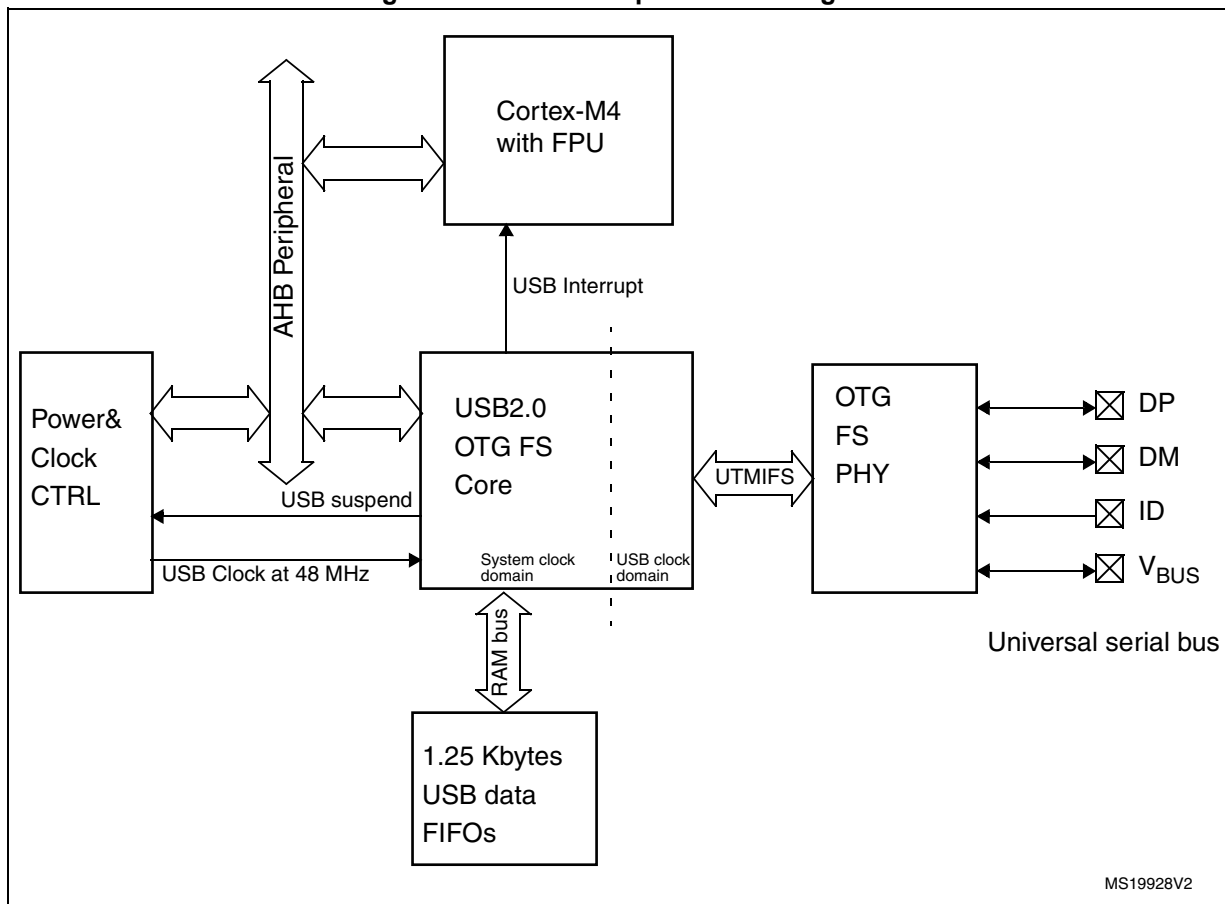 Cortex-M4
with FPU
AHB Peripheral
USB Interrupt
Power&
Clock
CTRL
USB2.0
OTG FS
Core
System clock
domain
USB clock
domain
USB suspend
USB Clock at 48 MHz
UTMIFS
OTG
FS
PHY
DP
DM
ID
VBUS
Universal serial bus
RAM bus
1.25 Kbytes
USB data
FIFOs
MS19928V2